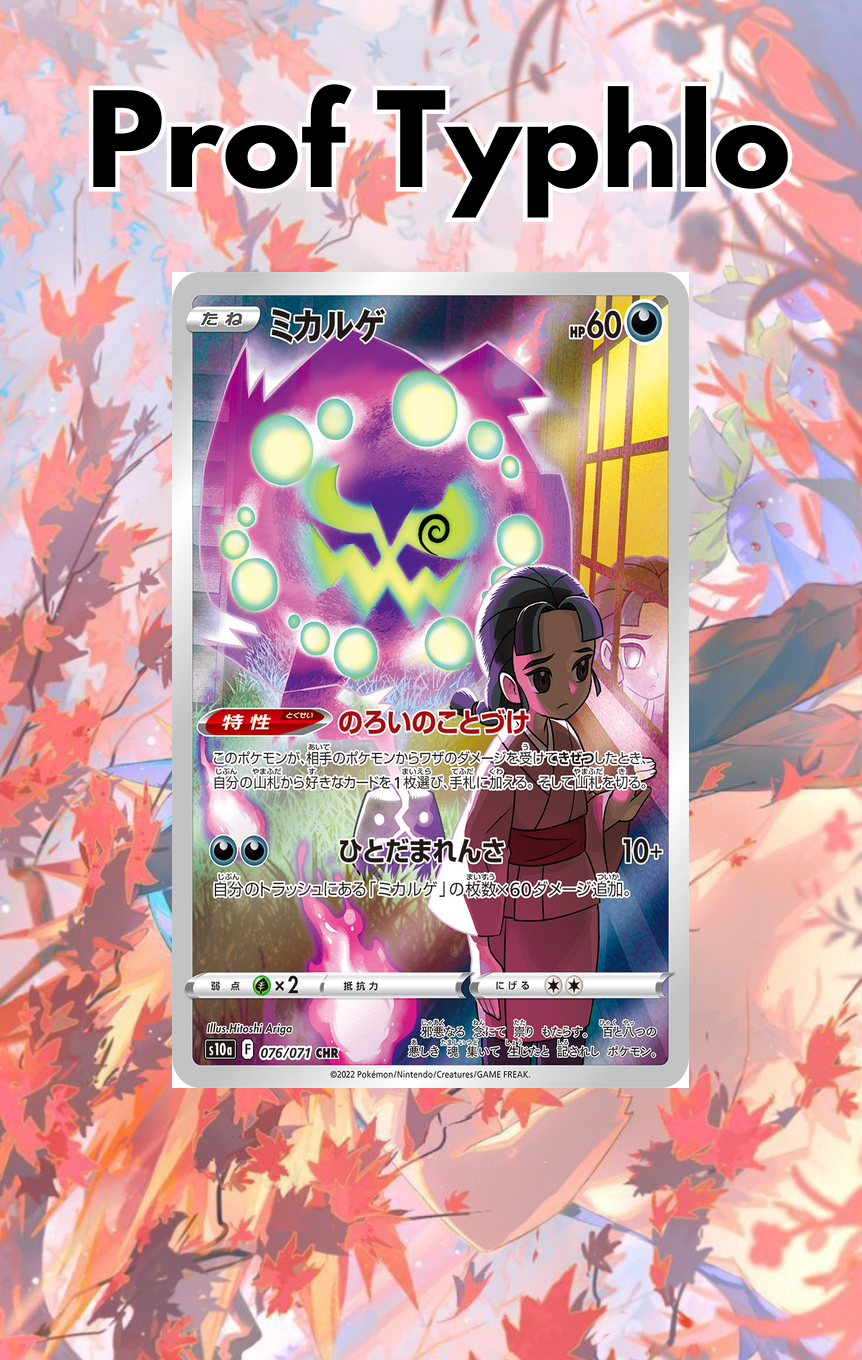 Prof Typhlo
たね ミカルゲ HP60
特性 とくせい のろいのことづけ
このポケモンが、相手のポケモンからワザのダメージを受けてきぜつしたとき、
自分の山札から好きなカードを1枚選び、手札に加える。そして山札を切る。
ひとだまれんさ 10+
自分のトラッシュにある「ミカルゲ」の枚数×60ダメージ追加。
弱点 ×2 抵抗力 にげる
Illus.Hitoshi Ariga
邪悪なる 念にて 祟り もたらす。 百と八つの
s10a F 076/071 CHR
悪しき 魂 集いて 生じたと 記されし ポケモン。
©2022 Pokémon/Nintendo/Creatures/GAME FREAK.